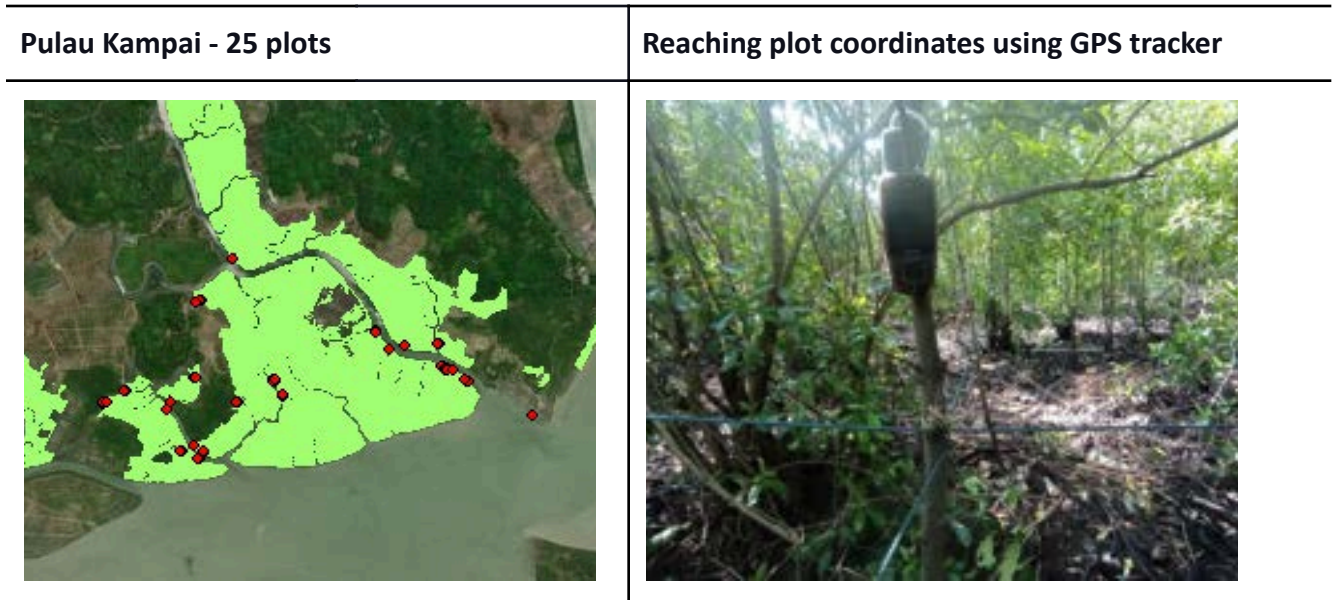 Pulau Kampai - 25 plots
Reaching plot coordinates using GPS tracker